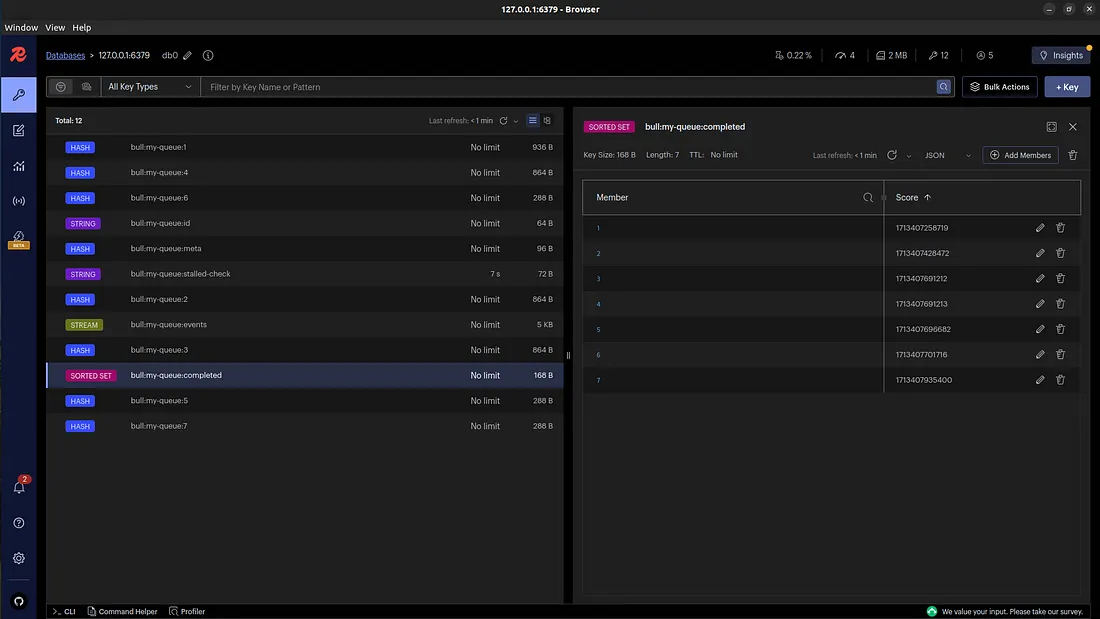 127.0.0.1:6379 - Browser
Window View Help
Databases > 127.0.0.1:6379 db0 0.22 % 4 2 MB 12 5 Insights
All Key Types Filter by Key Name or Pattern Bulk Actions + Key
Total: 12 Last refresh: < 1 min
HASH bull:my-queue:1 No limit 936 B
HASH bull:my-queue:4 No limit 864 B
HASH bull:my-queue:6 No limit 288 B
STRING bull:my-queue:id No limit 64 B
HASH bull:my-queue:meta No limit 96 B
STRING bull:my-queue:stalled-check 7 s 72 B
HASH bull:my-queue:2 No limit 864 B
STREAM bull:my-queue:events No limit 5 KB
HASH bull:my-queue:3 No limit 864 B
SORTED SET bull:my-queue:completed No limit 168 B
HASH bull:my-queue:5 No limit 288 B
HASH bull:my-queue:7 No limit 288 B
SORTED SET bull:my-queue:completed
Key Size: 168 B Length: 7 TTL: No limit Last refresh: < 1 min JSON Add Members
Member Score
1 1713407258719
2 1713407428472
3 1713407691212
4 1713407691213
5 1713407696682
6 1713407701716
7 1713407935400
BETA
2
>_ CLI Command Helper Profiler We value your input. Please take our survey.